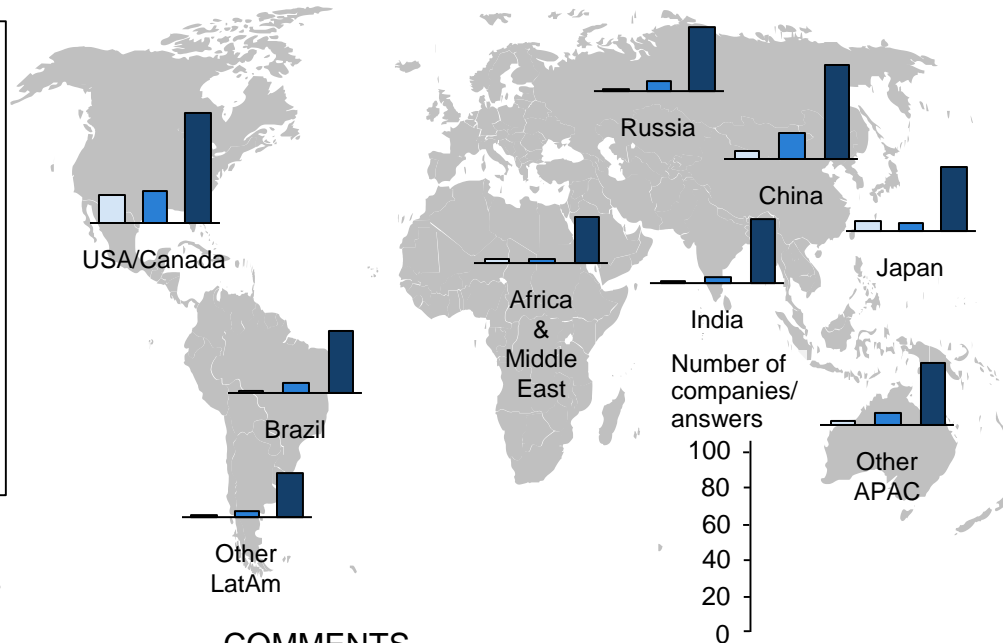 Russia
China
USA/Canada
Japan
Africa
&
Middle
East
India
Number of
companies/
answers
Brazil
100
80
60
40
20
0
Other
APAC
Other
LatAm
COMMENTS